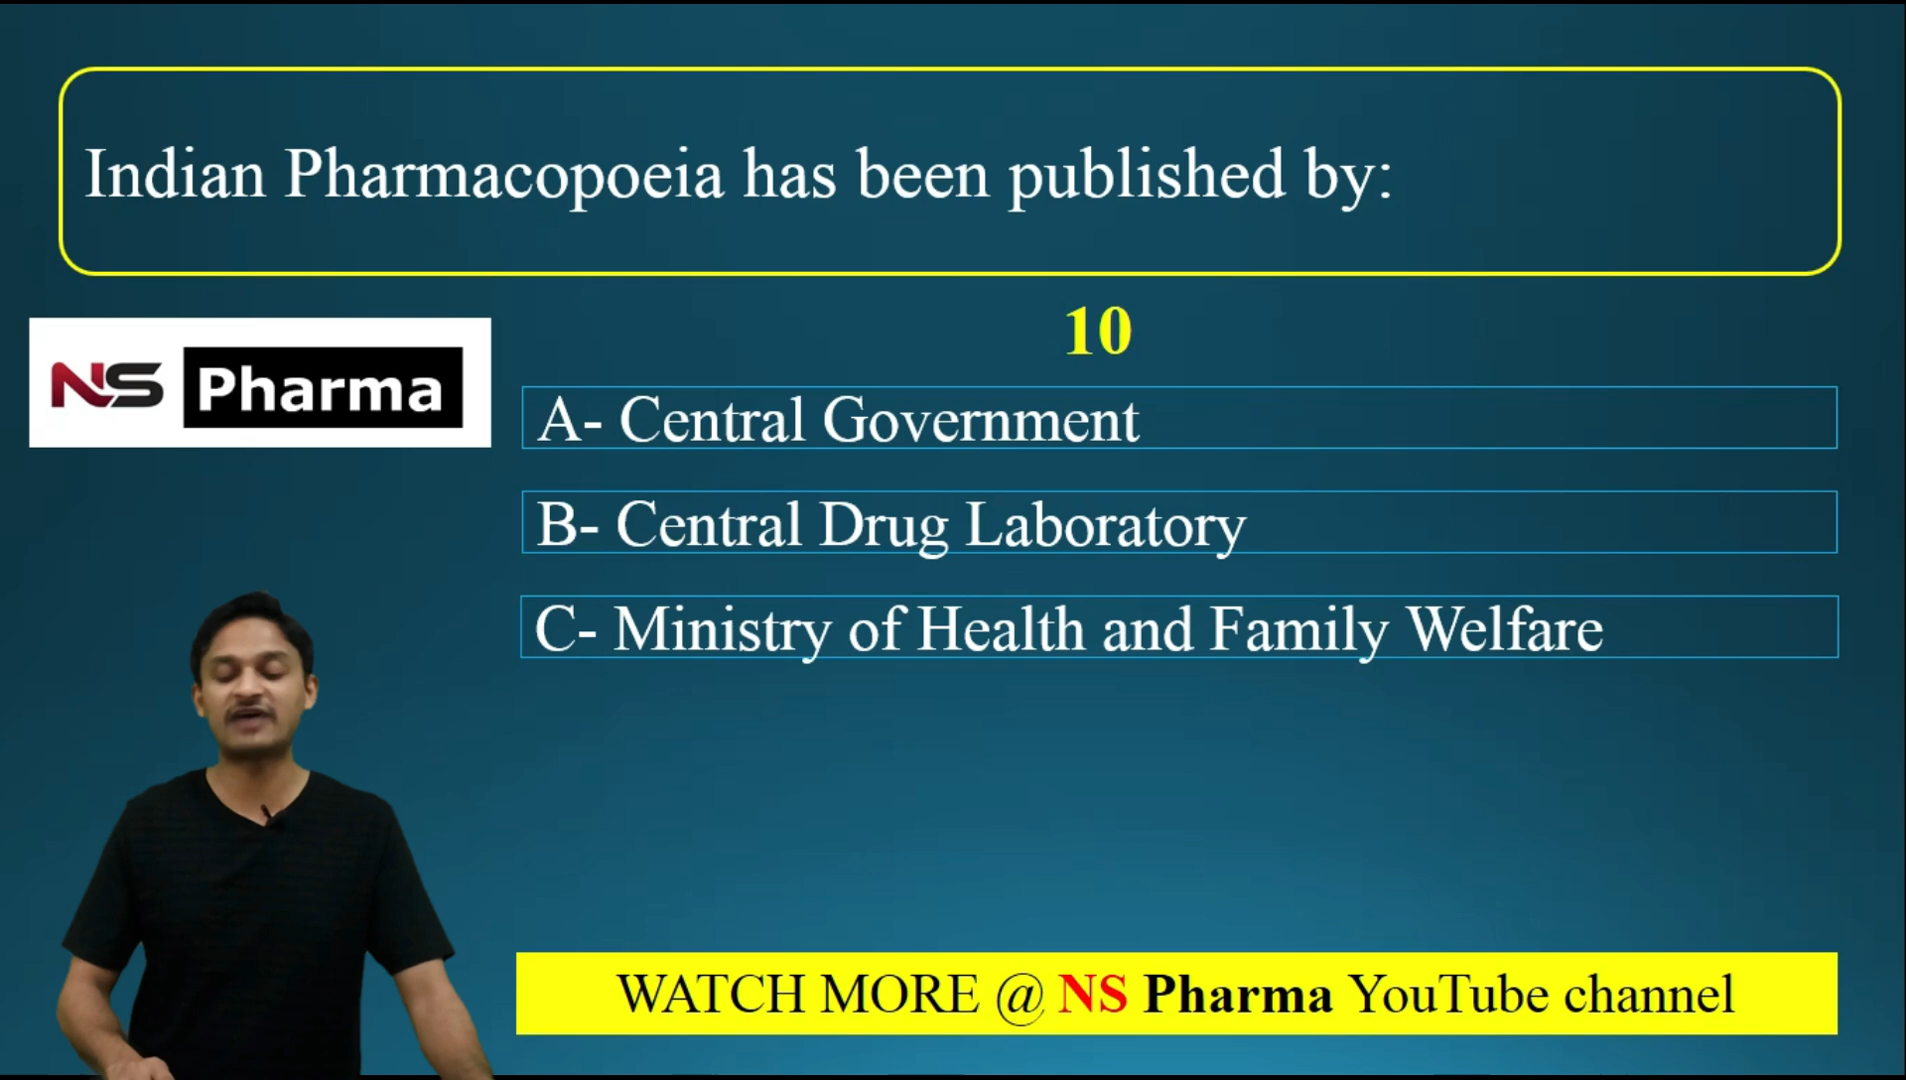 Indian Pharmacopoeia has been published by:
10
NS Pharma
A- Central Government
B- Central Drug Laboratory
C- Ministry of Health and Family Welfare
WATCH MORE @ NS Pharma YouTube channel